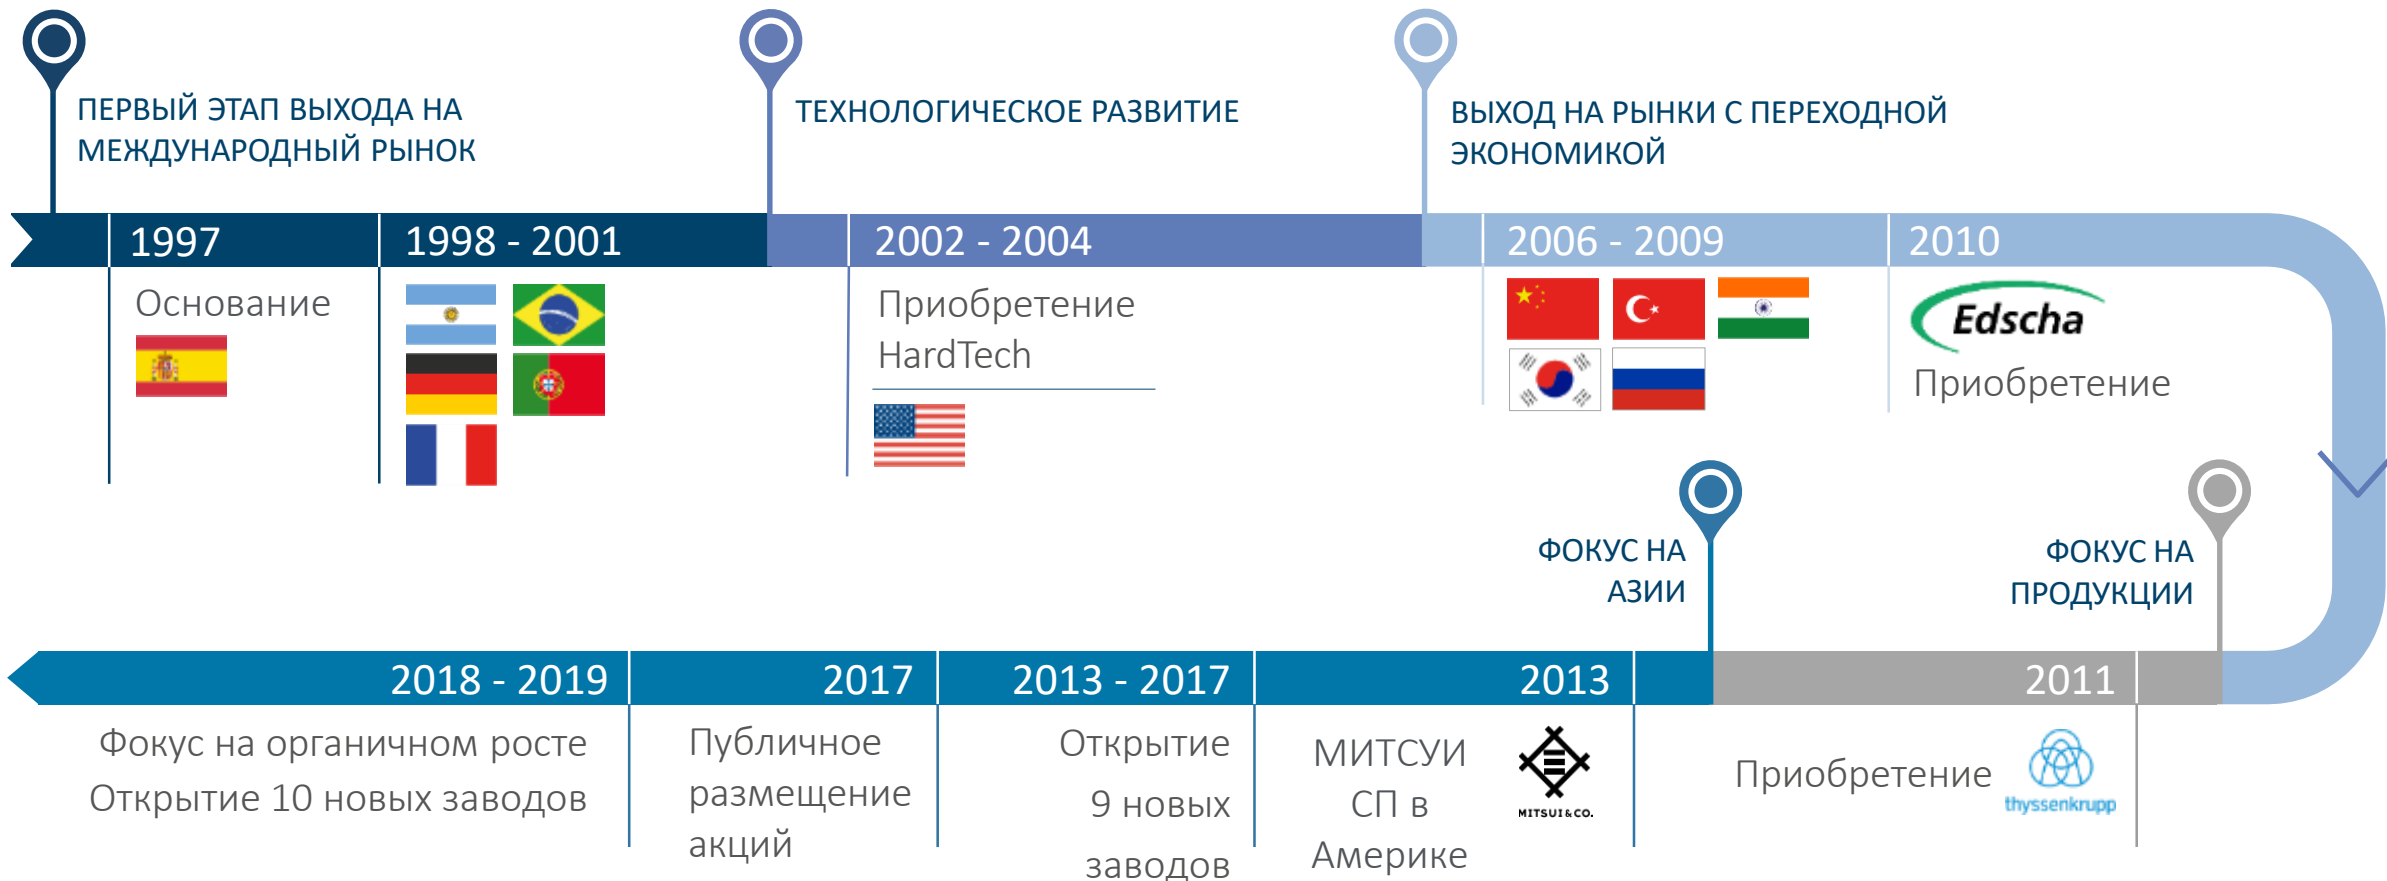 ПЕРВЫЙ ЭТАП ВЫХОДА НА
МЕЖДУНАРОДНЫЙ РЫНОК
ТЕХНОЛОГИЧЕСКОЕ РАЗВИТИЕ
ВЫХОД НА РЫНКИ С ПЕРЕХОДНОЙ
ЭКОНОМИКОЙ
1997
1998 - 2001
2002 - 2004
2006 - 2009
2010
Основание
Приобретение
HardTech
Edscha
Приобретение
ФОКУС НА
АЗИИ
ФОКУС НА
ПРОДУКЦИИ
2018 - 2019
2017
2013 - 2017
2013
2011
Фокус на органичном росте
Открытие 10 новых заводов
Публичное
размещение
акций
Открытие
9 новых
заводов
МИТСУИ
СП в
Америке
MITSUI & CO.
Приобретение
thyssenkrupp